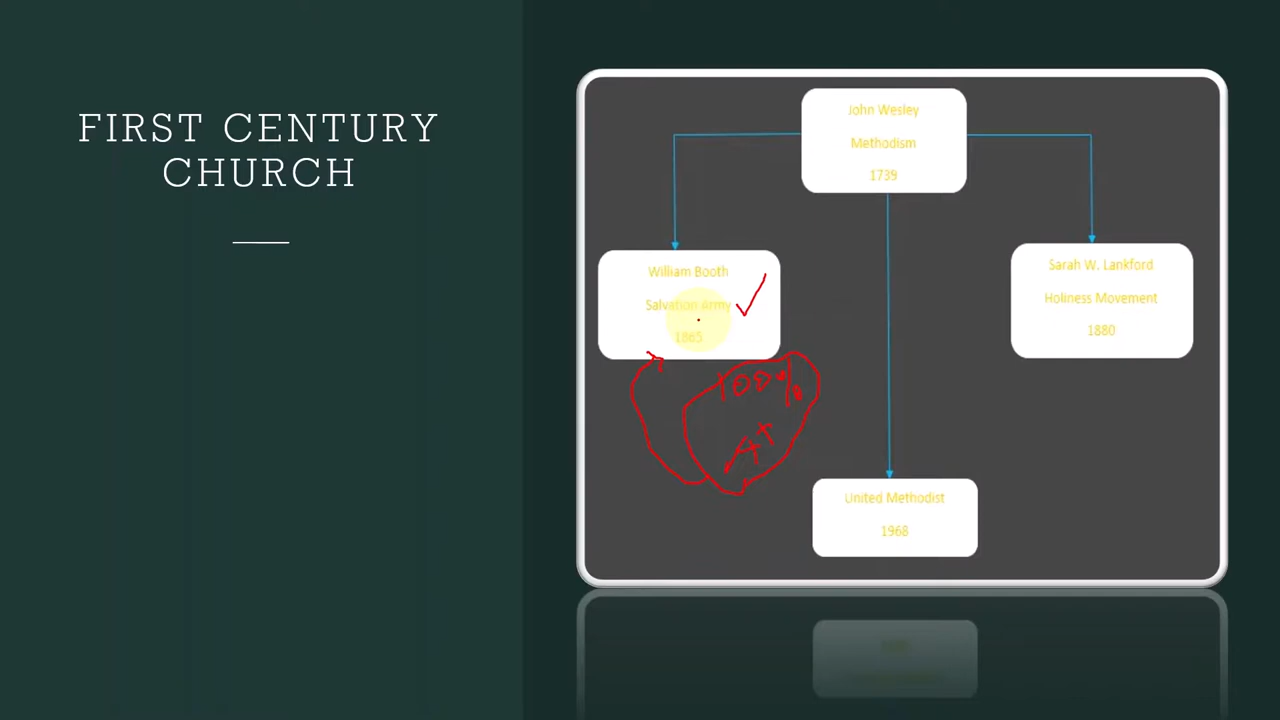 FIRST CENTURY
CHURCH
John Wesley
Methodism
1739
William Booth
Salvation Army
1865
Sarah W. Lankford
Holiness Movement
1880
100%
A+
United Methodist
1968